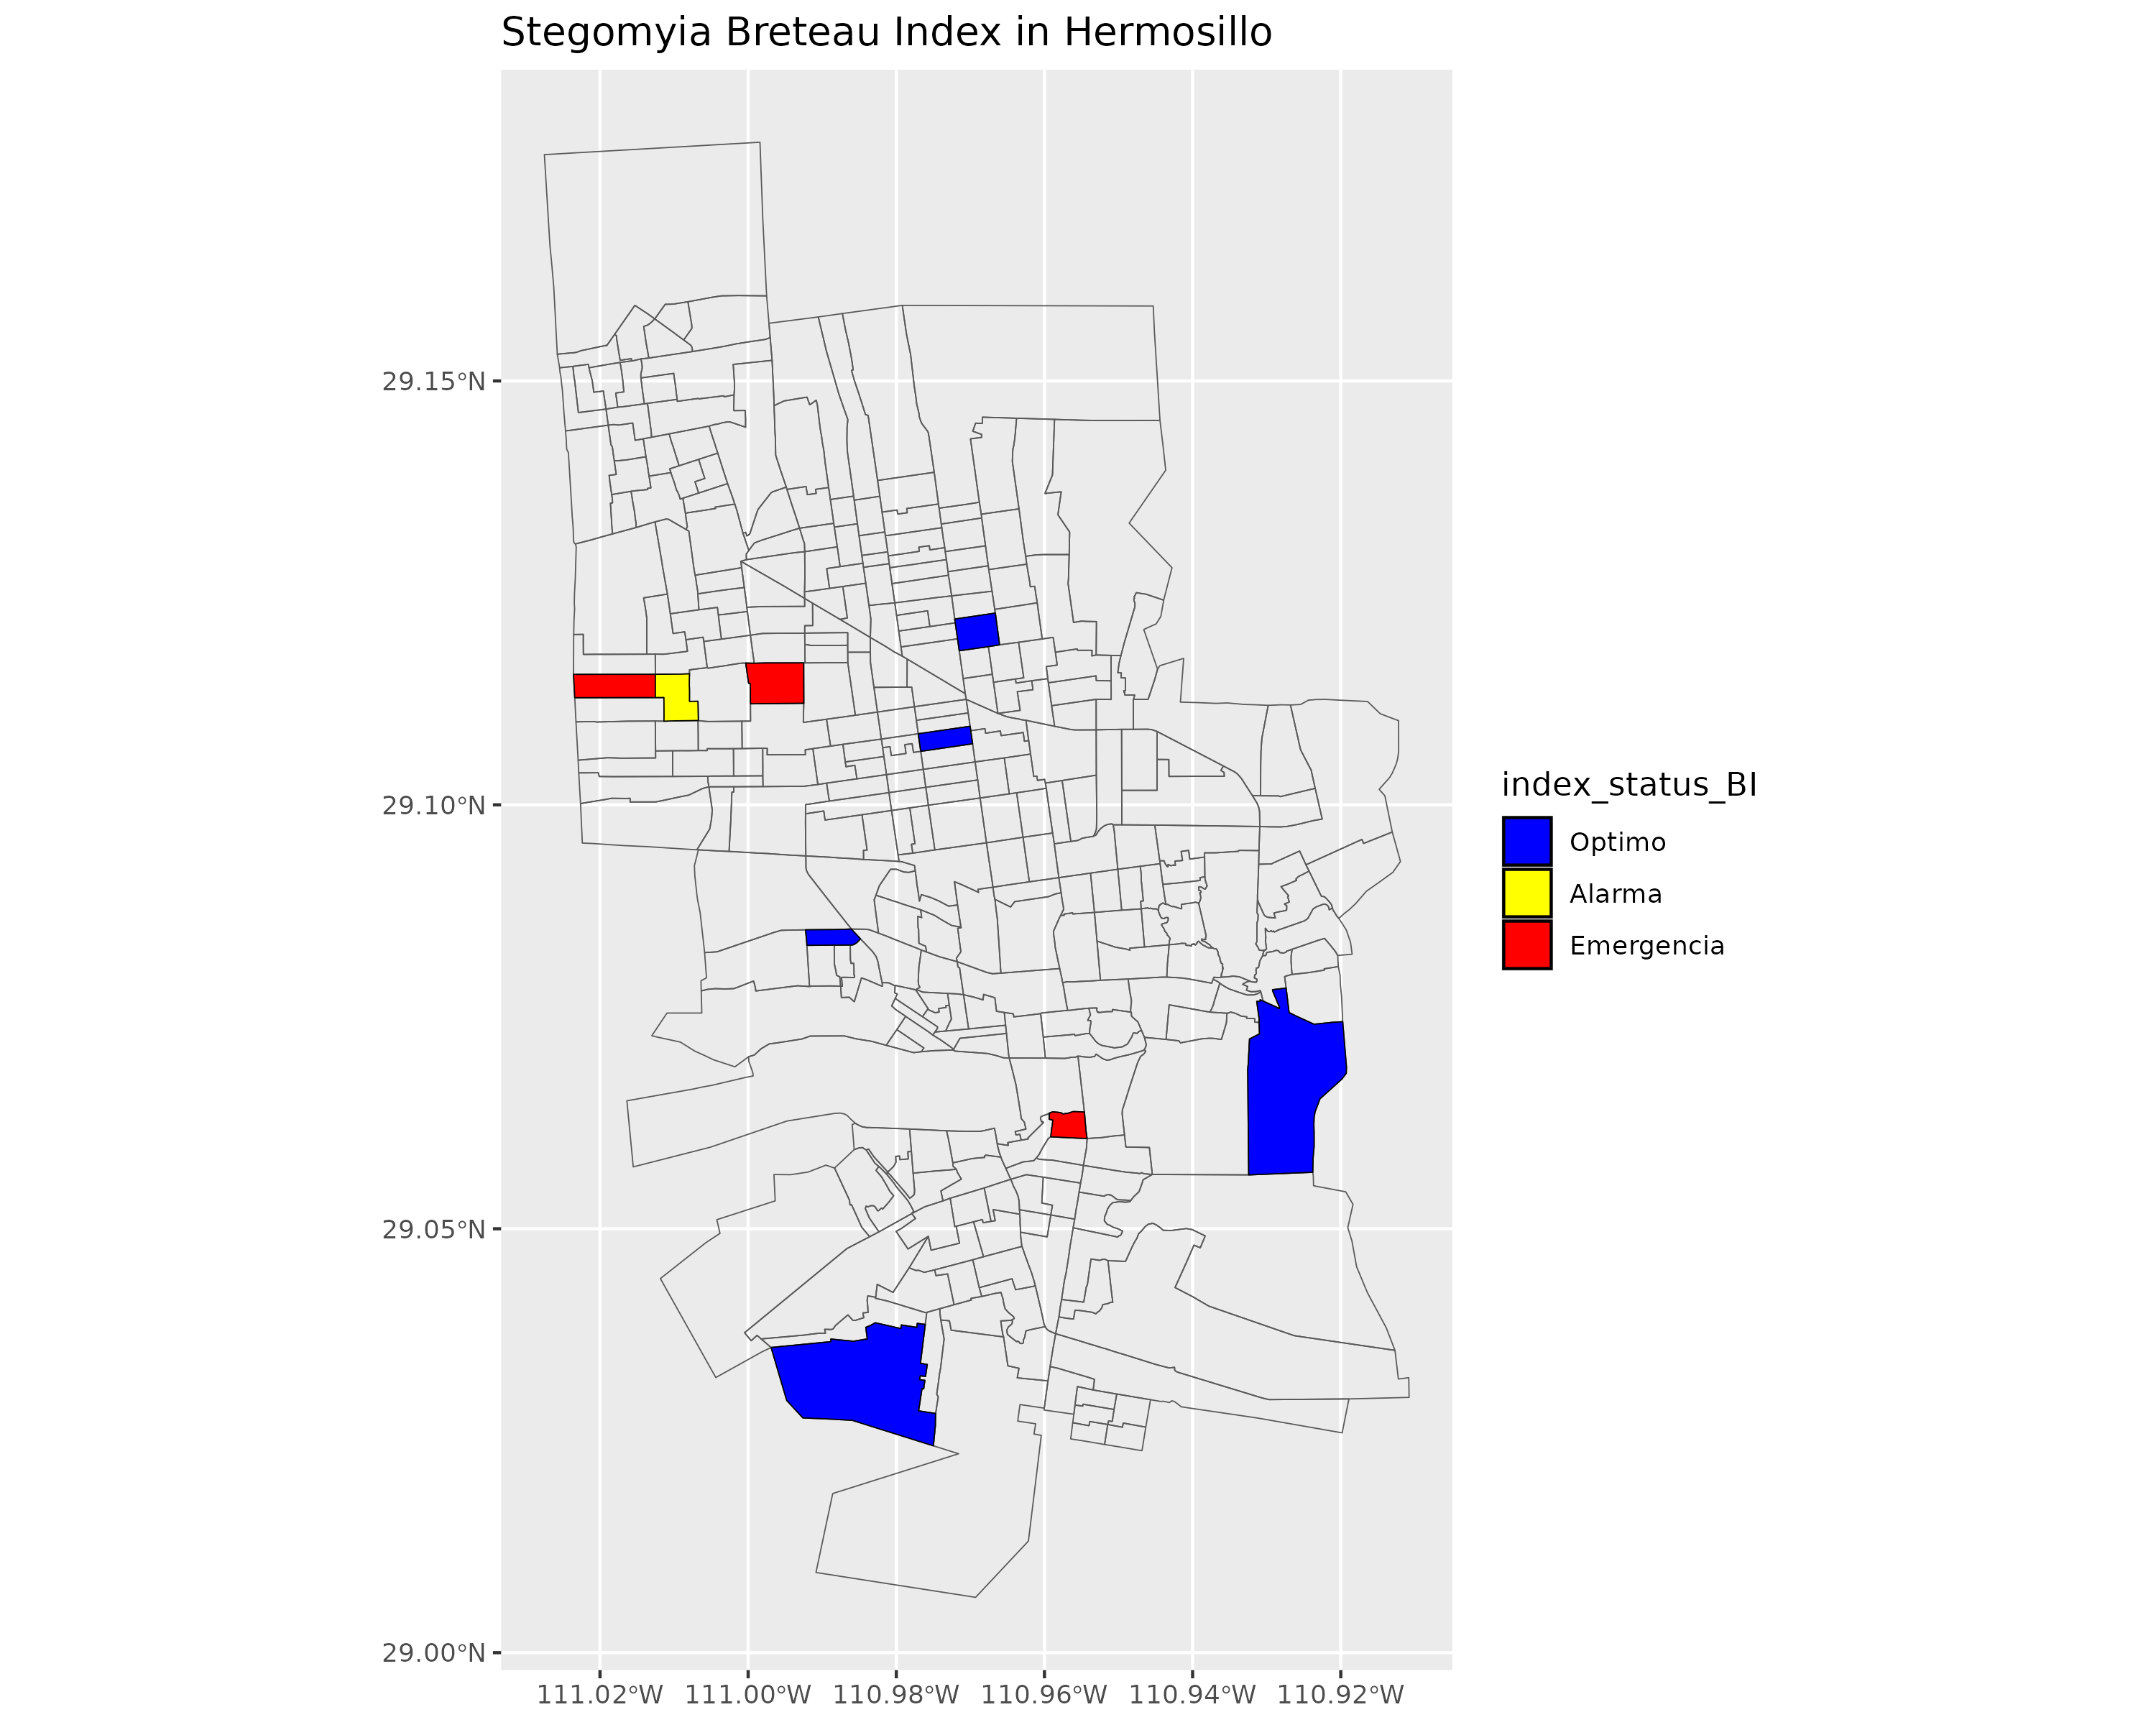 Stegomyia Breteau Index in Hermosillo
29.15°N
29.10°N
29.05°N
29.00°N
111.02°W 111.00°W 110.98°W 110.96°W 110.94°W 110.92°W
index_status_BI
Optimo
Alarma
Emergencia